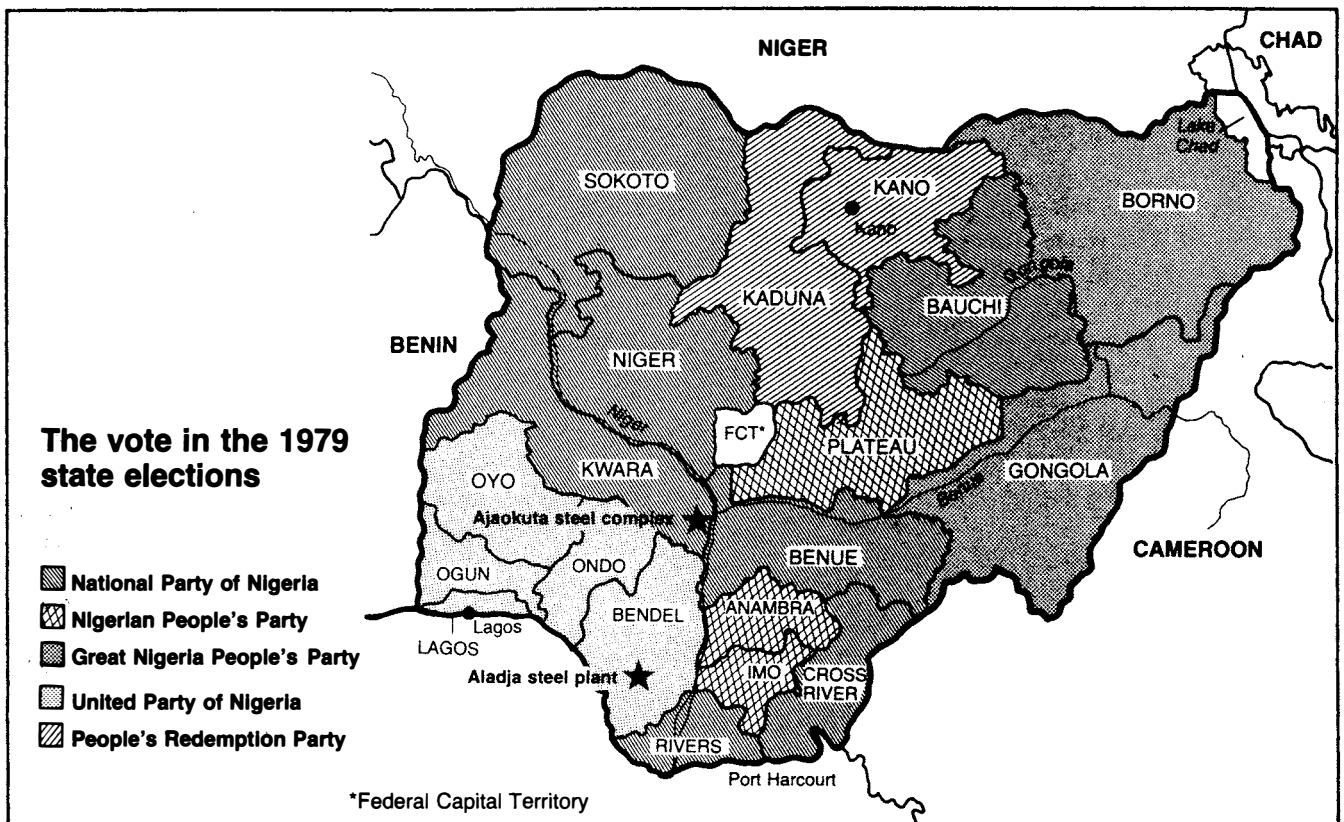 NIGER
CHAD
Lake
Chad
SOKOTO
KANO
Kano
BORNO
Gongola
KADUNA
BAUCHI
BENIN
NIGER
Niger
The vote in the 1979
state elections
FCT*
PLATEAU
KWARA
OYO
GONGOLA
Benue
Ajaokuta steel complex
BENUE
CAMEROON
ONDO
OGUN
National Party of Nigeria
Nigerian People's Party
Great Nigeria People's Party
United Party of Nigeria
People's Redemption Party
ANAMBRA
BENDEL
Lagos
LAGOS
IMO
CROSS
RIVER
Aladja steel plant
RIVERS
Port Harcourt
*Federal Capital Territory